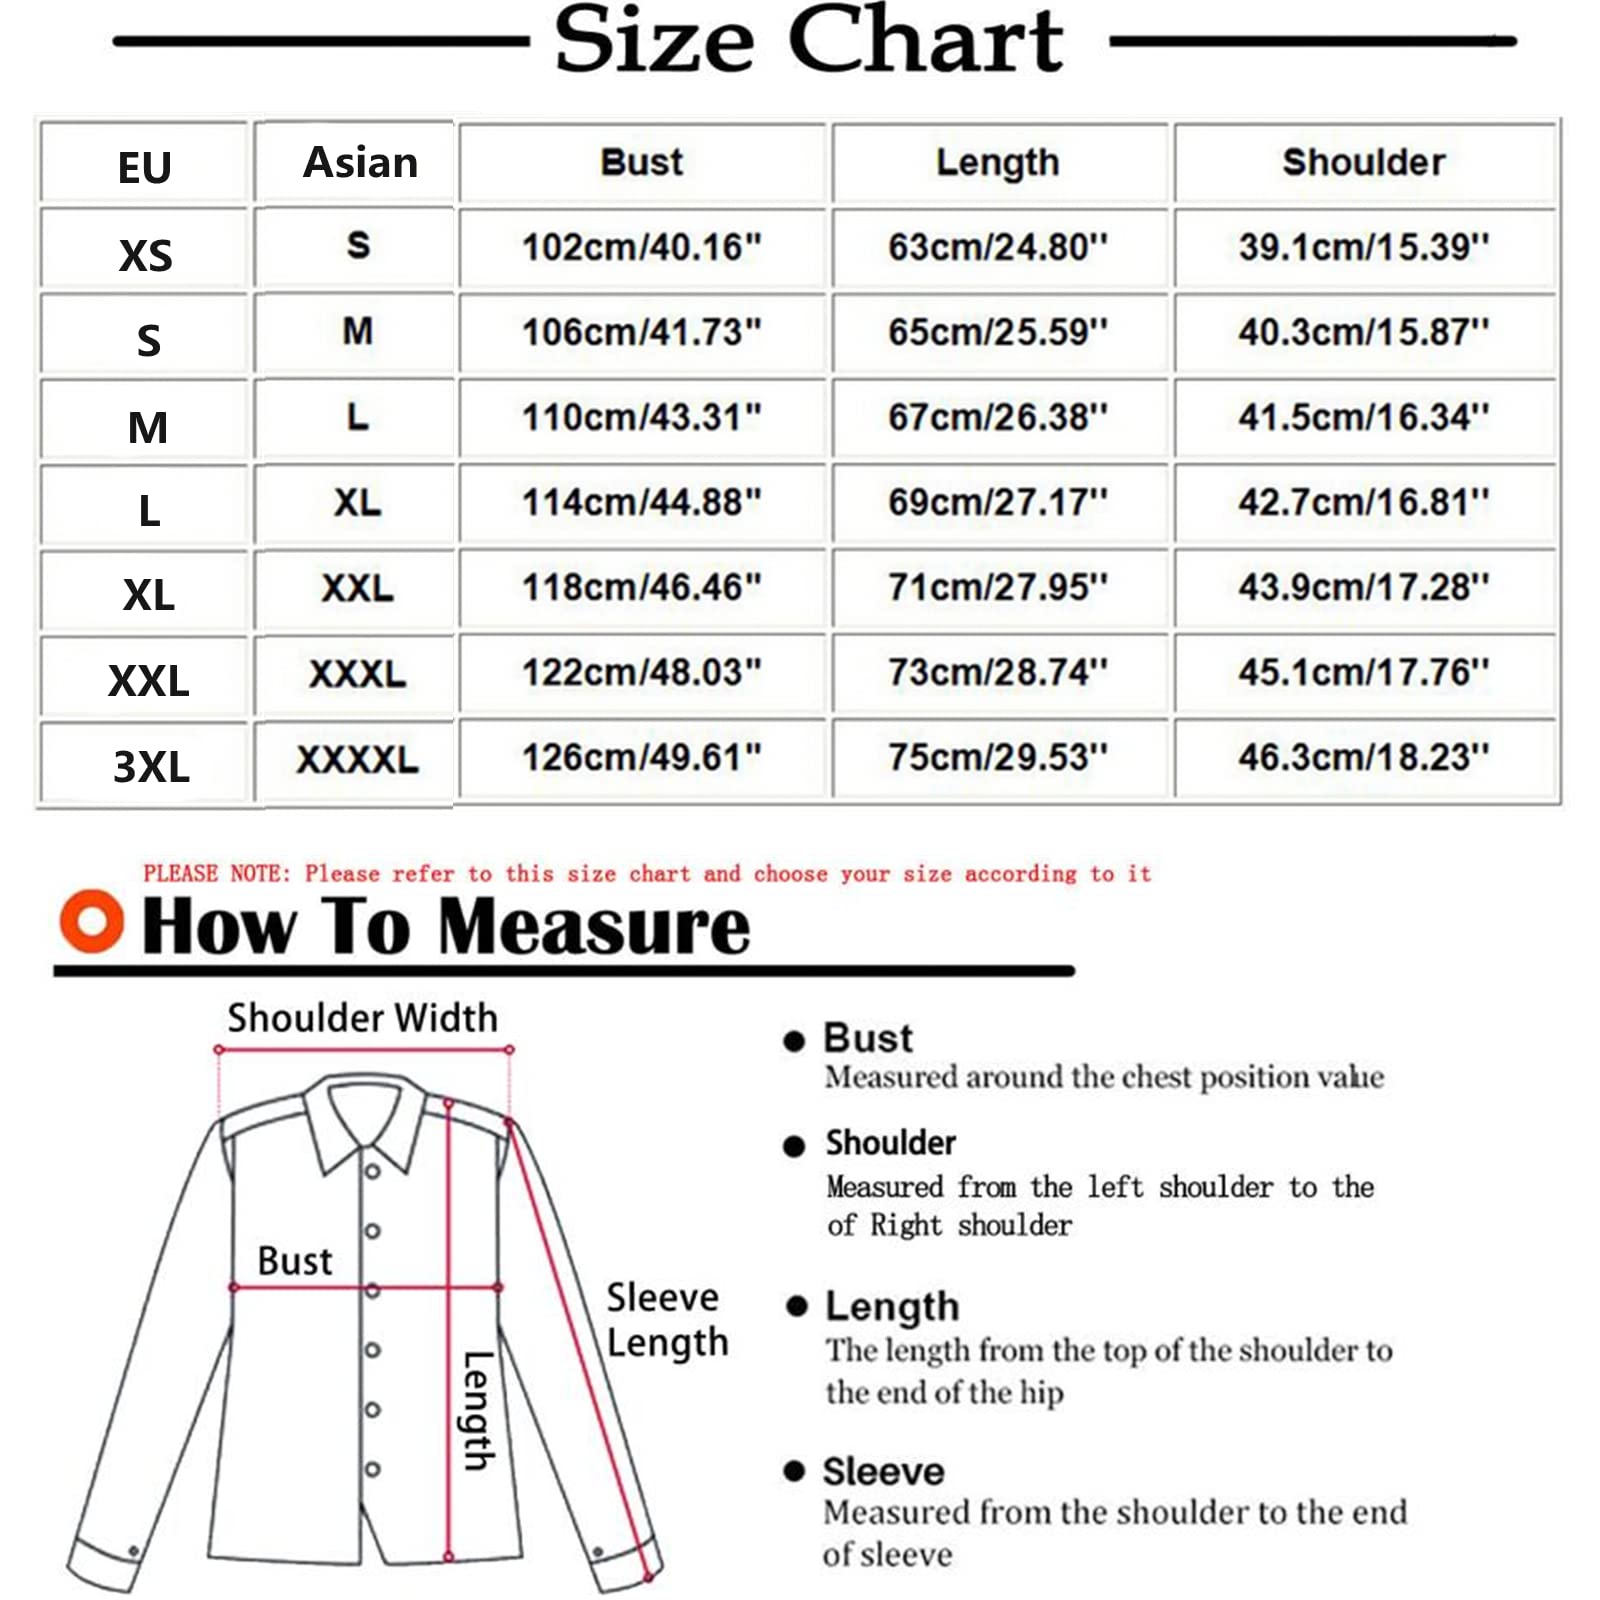 Size Chart
EU Asian Bust Length Shoulder
XS S 102cm/40.16" 63cm/24.80'' 39.1cm/15.39''
S M 106cm/41.73" 65cm/25.59'' 40.3cm/15.87''
M L 110cm/43.31" 67cm/26.38'' 41.5cm/16.34''
L XL 114cm/44.88" 69cm/27.17'' 42.7cm/16.81''
XL XXL 118cm/46.46" 71cm/27.95'' 43.9cm/17.28''
XXL XXXL 122cm/48.03" 73cm/28.74'' 45.1cm/17.76''
3XL XXXXL 126cm/49.61" 75cm/29.53'' 46.3cm/18.23''
PLEASE NOTE: Please refer to this size chart and choose your size according to it
How To Measure
Shoulder Width
Bust
Length
Sleeve
Length
Bust
Measured around the chest position value
Shoulder
Measured from the left shoulder to the
of Right shoulder
Length
The length from the top of the shoulder to
the end of the hip
Sleeve
Measured from the shoulder to the end
of sleeve